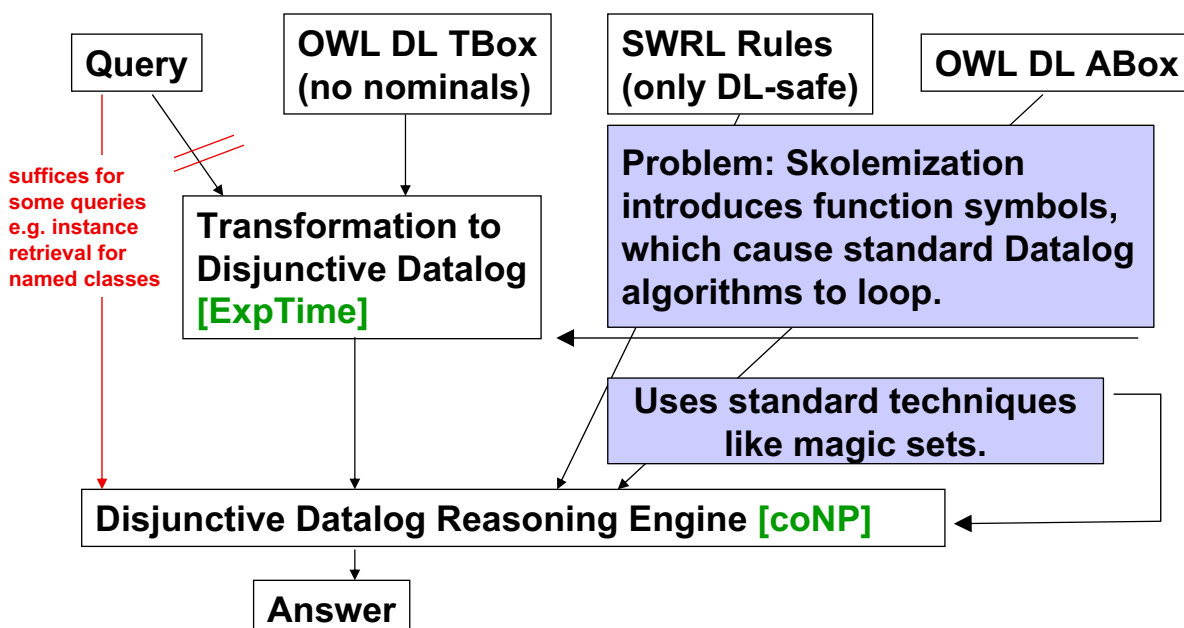 Query
OWL DL TBox
(no nominals)
SWRL Rules
(only DL-safe)
OWL DL ABox
suffices for
some queries
e.g. instance
retrieval for
named classes
Transformation to
Disjunctive Datalog
[ExpTime]
Problem: Skolemization
introduces function symbols,
which cause standard Datalog
algorithms to loop.
Uses standard techniques
like magic sets.
Disjunctive Datalog Reasoning Engine [coNP]
Answer